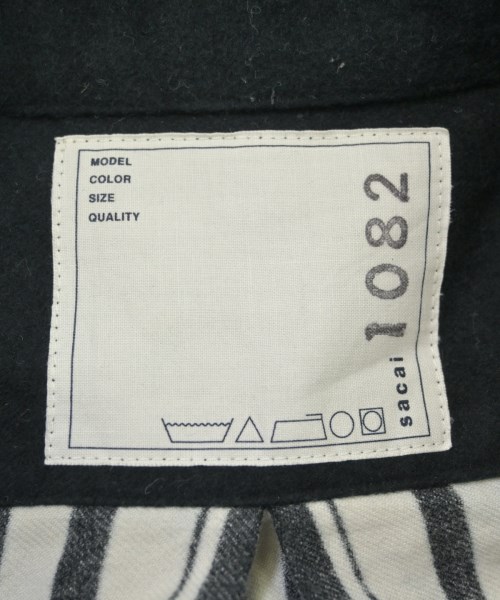 MODEL
COLOR
SIZE
QUALITY
sacai 1082